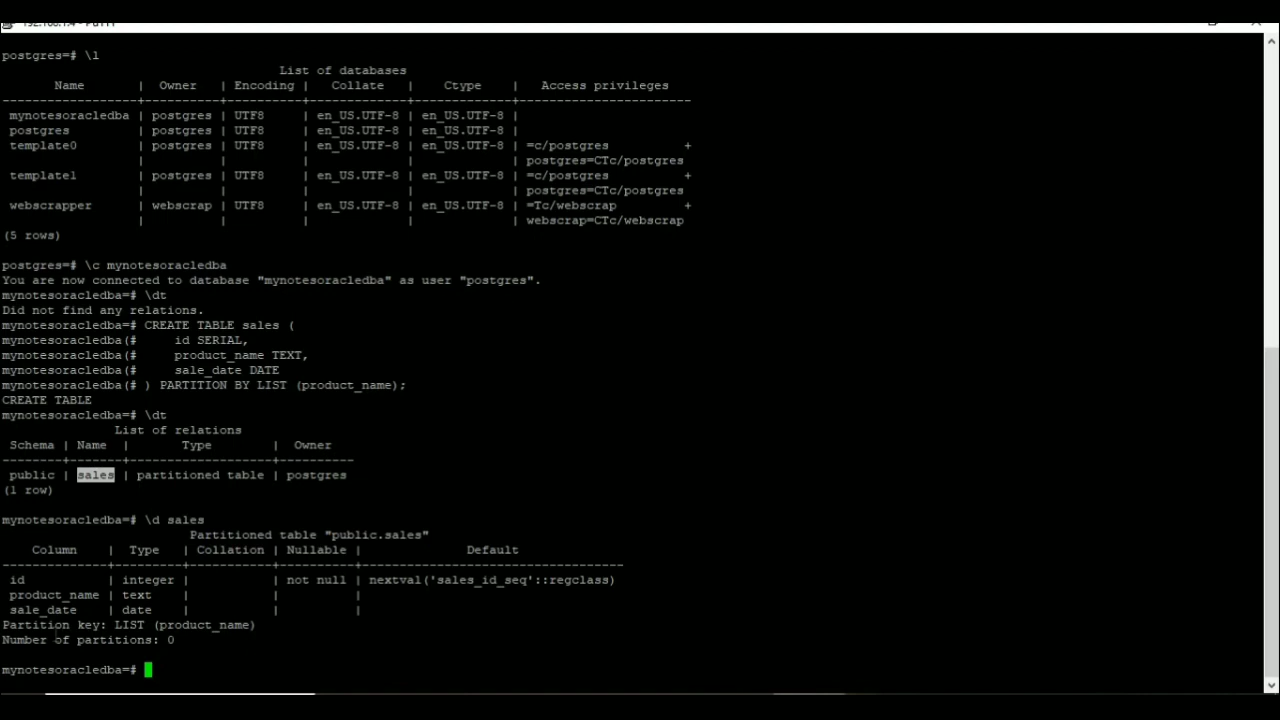 postgres=# \l
List of databases
Name | Owner | Encoding | Collate | Ctype | Access privileges
-----------------+----------+----------+-------------+-------------+-----------------------
mynotesoracledba | postgres | UTF8 | en_US.UTF-8 | en_US.UTF-8 |
postgres | postgres | UTF8 | en_US.UTF-8 | en_US.UTF-8 |
template0 | postgres | UTF8 | en_US.UTF-8 | en_US.UTF-8 | =c/postgres +
| | | | | postgres=CTc/postgres
template1 | postgres | UTF8 | en_US.UTF-8 | en_US.UTF-8 | =c/postgres +
| | | | | postgres=CTc/postgres
webscrapper | webscrap | UTF8 | en_US.UTF-8 | en_US.UTF-8 | =Tc/webscrap +
| | | | | webscrap=CTc/webscrap
(5 rows)
postgres=# \c mynotesoracledba
You are now connected to database "mynotesoracledba" as user "postgres".
mynotesoracledba=# \dt
Did not find any relations.
mynotesoracledba=# CREATE TABLE sales (
mynotesoracledba(# id SERIAL,
mynotesoracledba(# product_name TEXT,
mynotesoracledba(# sale_date DATE
mynotesoracledba(# ) PARTITION BY LIST (product_name);
CREATE TABLE
mynotesoracledba=# \dt
List of relations
Schema | Name | Type | Owner
--------+-------+-------------------+----------
public | sales | partitioned table | postgres
(1 row)
mynotesoracledba=# \d sales
Partitioned table "public.sales"
Column | Type | Collation | Nullable | Default
--------------+---------+-----------+----------+-----------------------------------
id | integer | | not null | nextval('sales_id_seq'::regclass)
product_name | text | | |
sale_date | date | | |
Partition key: LIST (product_name)
Number of partitions: 0
mynotesoracledba=#